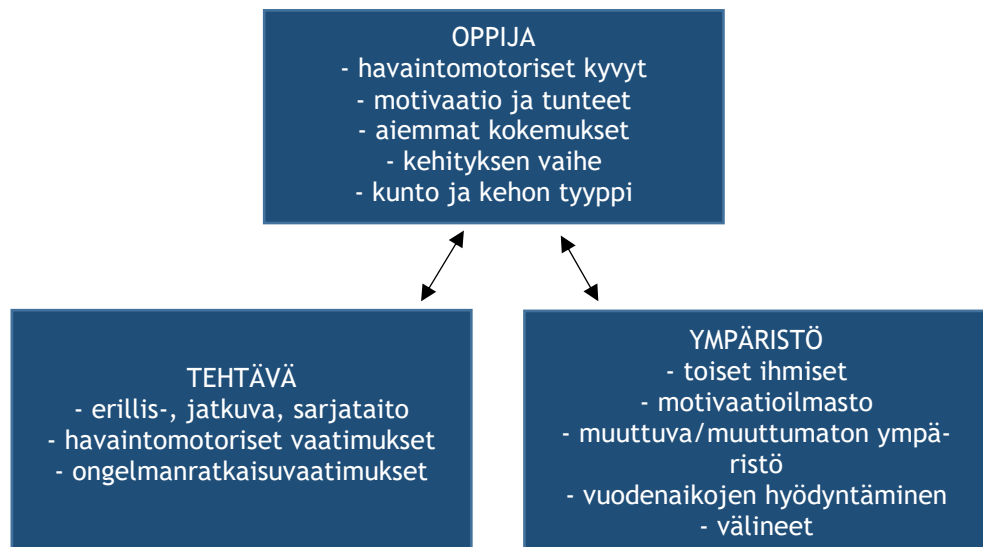 OPPIJA
- havaintomotoriset kyvyt
- motivaatio ja tunteet
- aiemmat kokemukset
- kehityksen vaihe
- kunto ja kehon tyyppi
TEHTÄVÄ
- erillis-, jatkuva, sarjataito
- havaintomotoriset vaatimukset
- ongelmanratkaisuvaatimukset
YMPÄRISTÖ
- toiset ihmiset
- motivaatioilmasto
- muuttuva/muuttumaton ympä-
ristö
- vuodenaikojen hyödyntäminen
- välineet